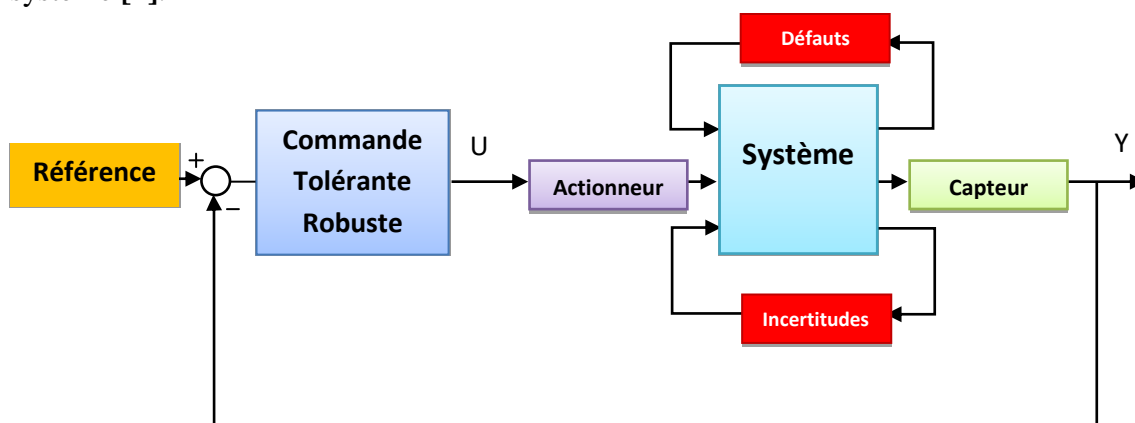 Défauts
Référence
+
−
Commande
Tolérante
Robuste
U
Actionneur
Système
Capteur
Y
Incertitudes